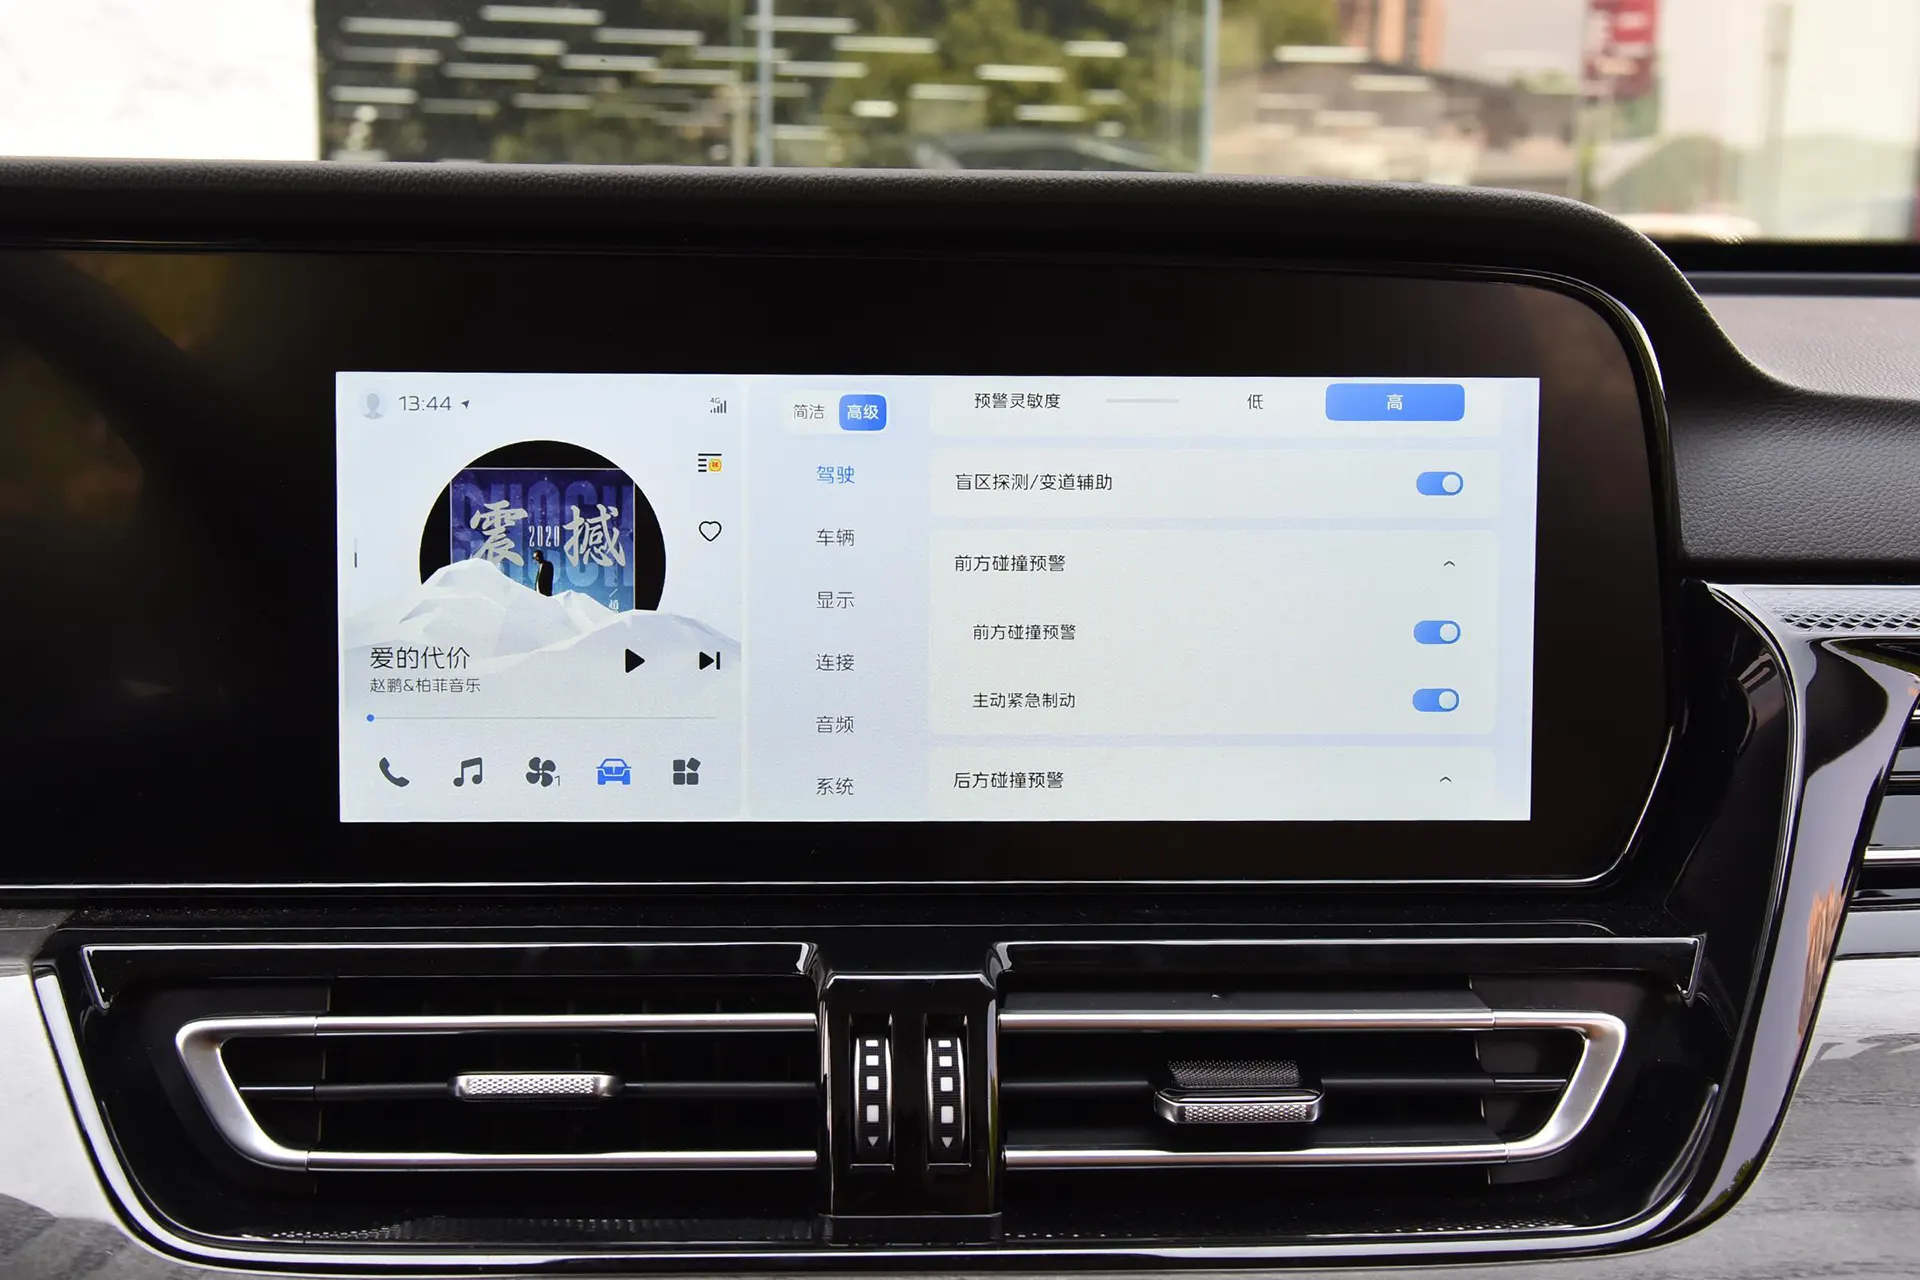 13:44
4G
震撼
2020
爱的代价
赵鹏&柏菲音乐
1
简洁
高级
驾驶
车辆
显示
连接
音频
系统
预警灵敏度
低
高
盲区探测/变道辅助
前方碰撞预警
前方碰撞预警
主动紧急制动
后方碰撞预警